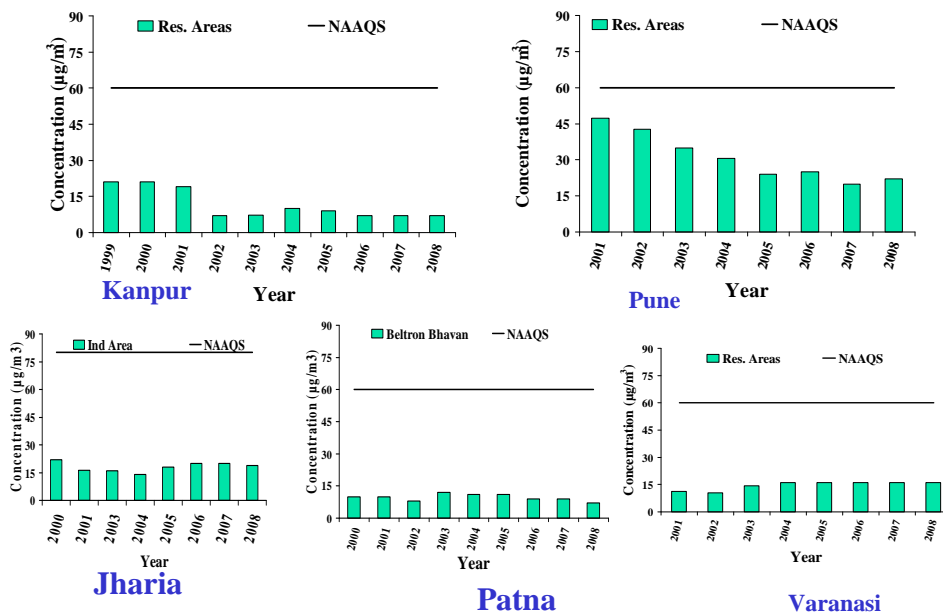 Res. Areas NAAQS
Concentration (µg/m³)
90
75
60
45
30
15
0
1999 2000 2001 2002 2003 2004 2005 2006 2007 2008
Kanpur Year
Res. Areas NAAQS
Concentration (µg/m³)
90
75
60
45
30
15
0
2001 2002 2003 2004 2005 2006 2007 2008
Pune Year
Ind Area NAAQS
Concentration (µg/m3)
90
75
60
45
30
15
0
2000 2001 2003 2004 2005 2006 2007 2008
Year
Jharia
Beltron Bhavan NAAQS
Concentration (µg/m3)
90
75
60
45
30
15
0
2000 2001 2002 2003 2004 2005 2006 2007 2008
Year
Patna
Res. Areas NAAQS
Concentration (µg/m³)
90
75
60
45
30
15
0
2001 2002 2003 2004 2005 2006 2007 2008
Year
Varanasi